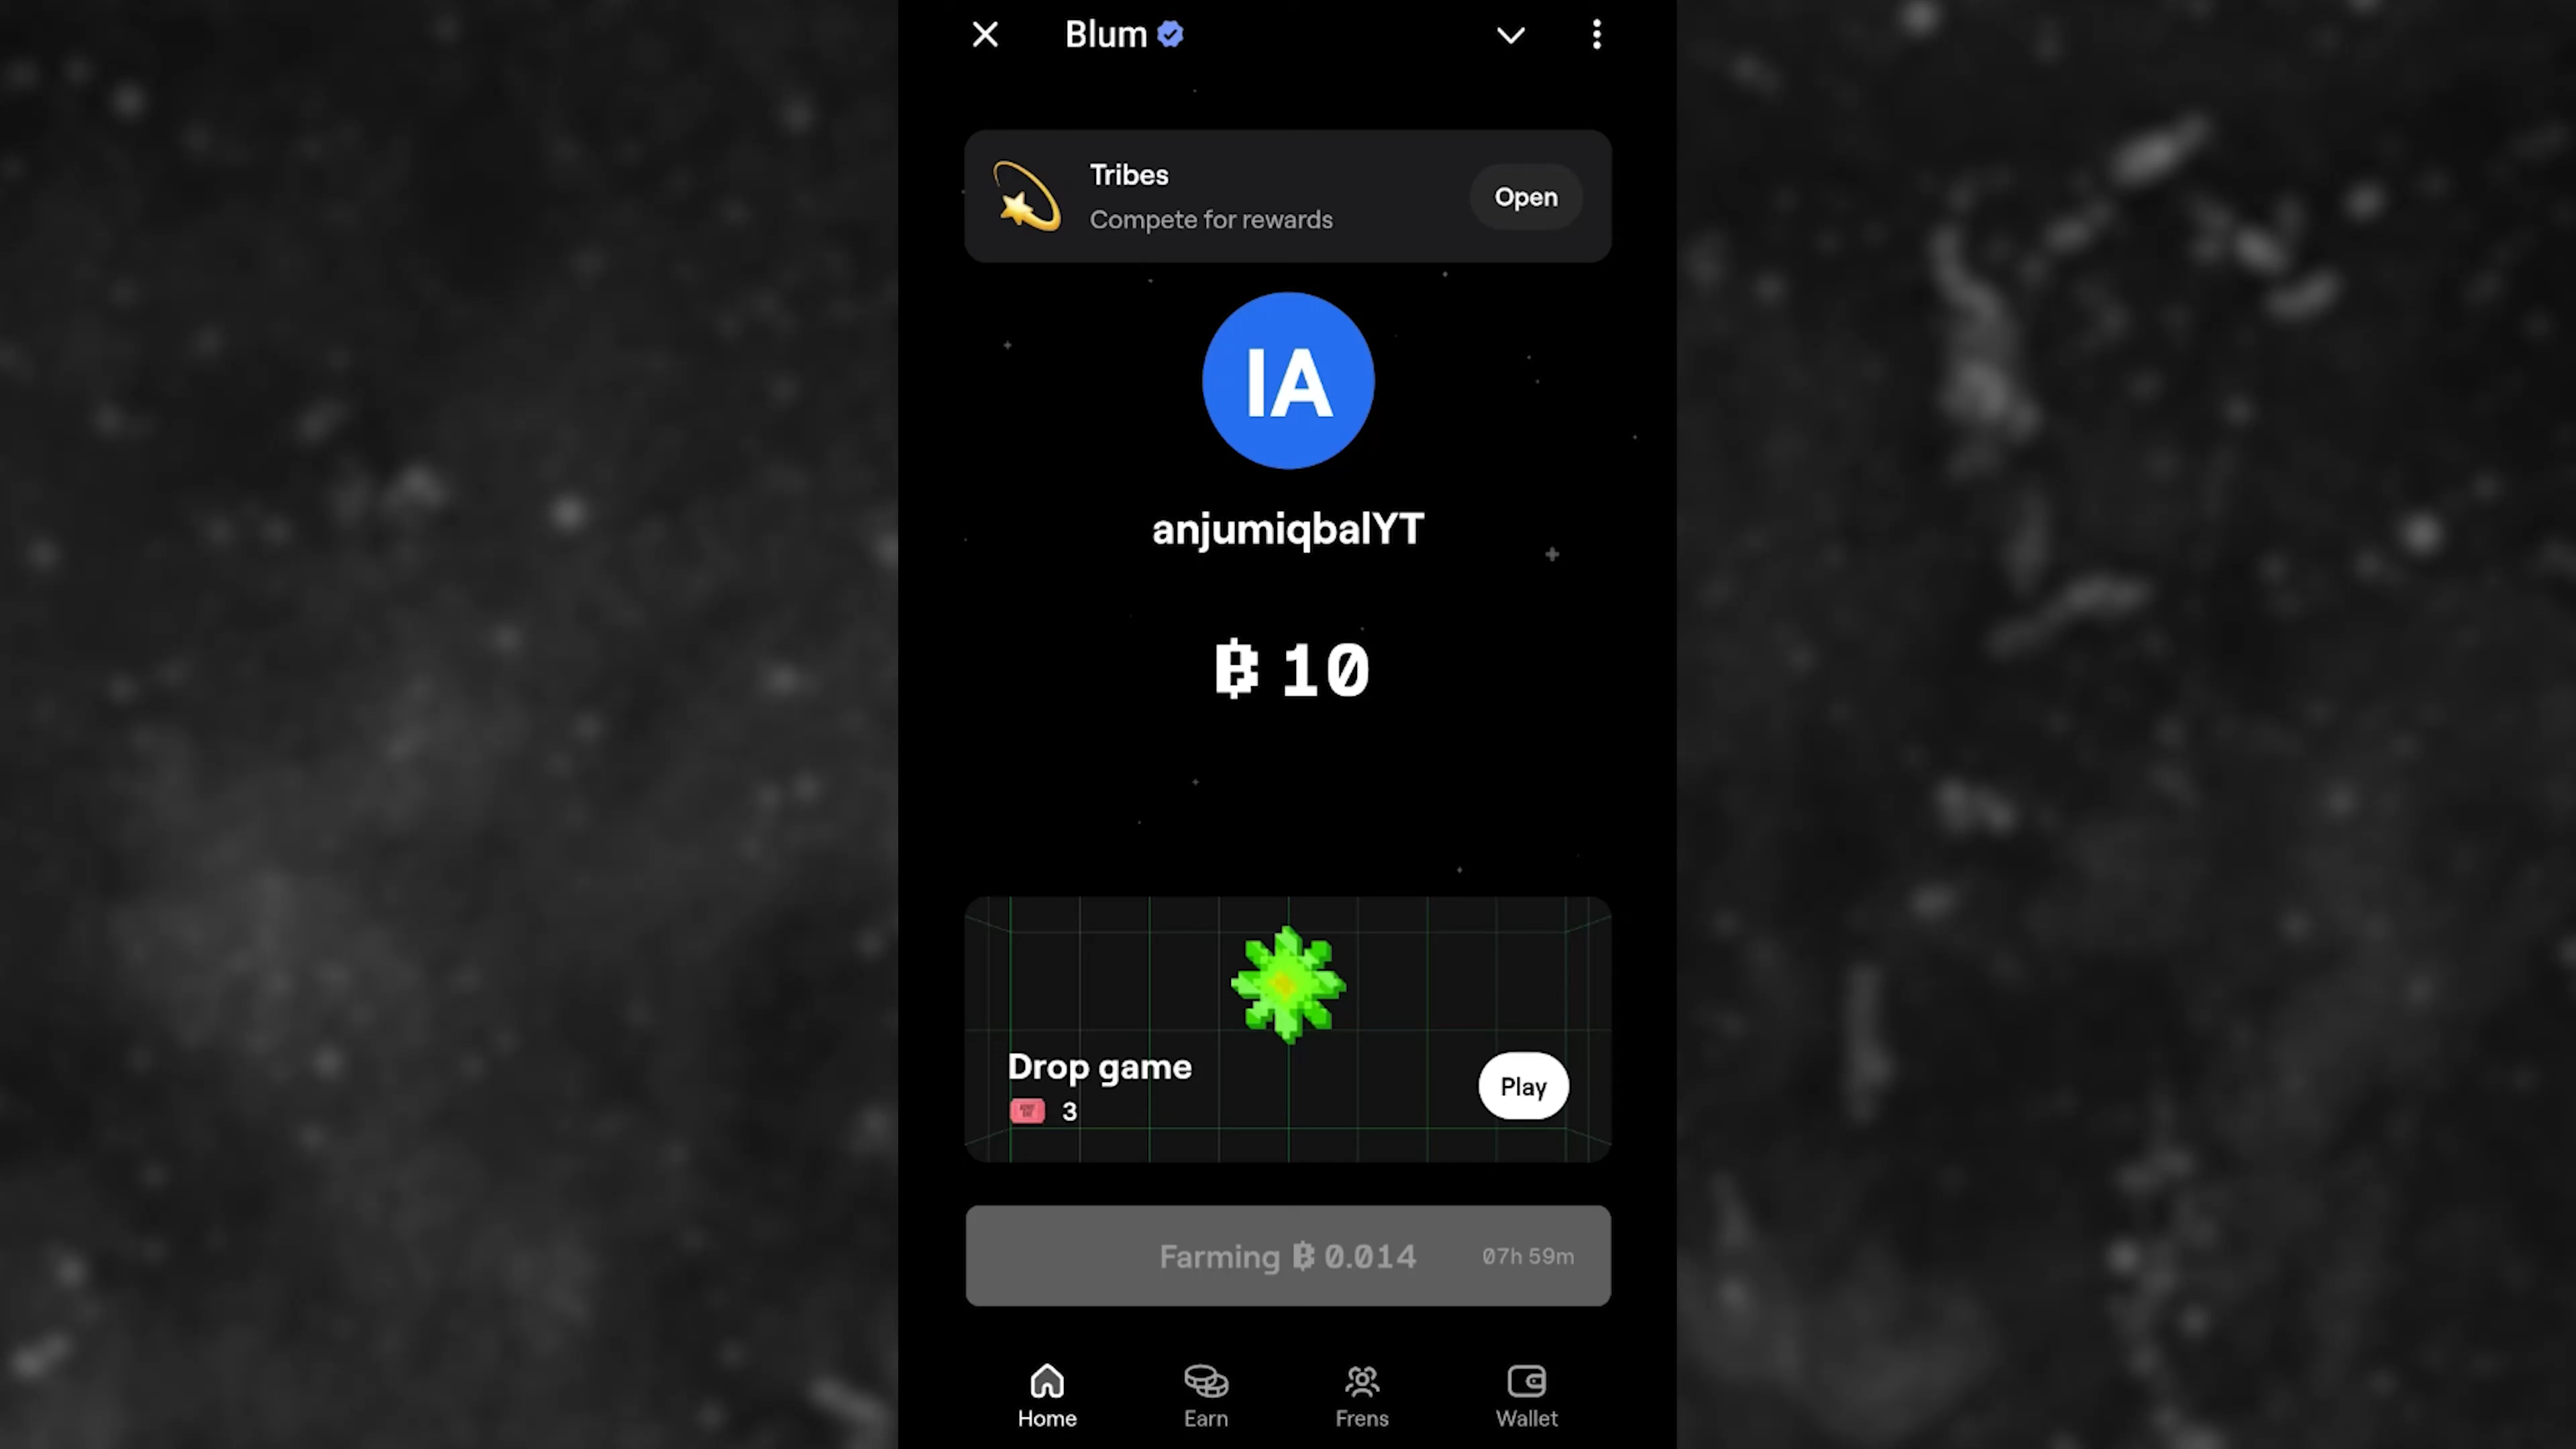 Blum
Tribes
Compete for rewards
Open
IA
anjumiqbalYT
10
Drop game
3
Play
Farming 0.014
07h 59m
Home
Earn
Frens
Wallet